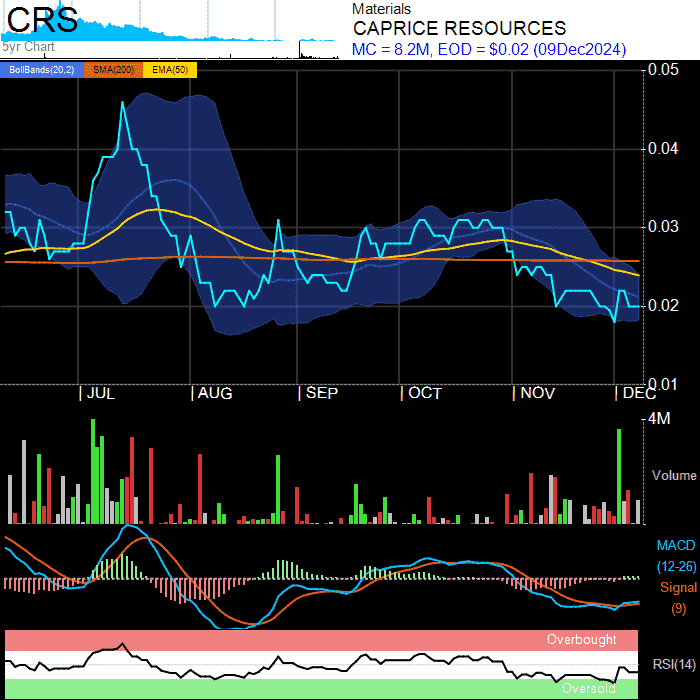 CRS
5yr Chart
Materials
CAPRICE RESOURCES
MC = 8.2M, EOD = $0.02 (09Dec2024)
BollBands(20,2) SMA(200) EMA(50)
0.05
0.04
0.03
0.02
0.01
JUL AUG SEP OCT NOV DEC
4M
Volume
MACD
(12-26)
Signal
(9)
Overbought
RSI(14)
Oversold